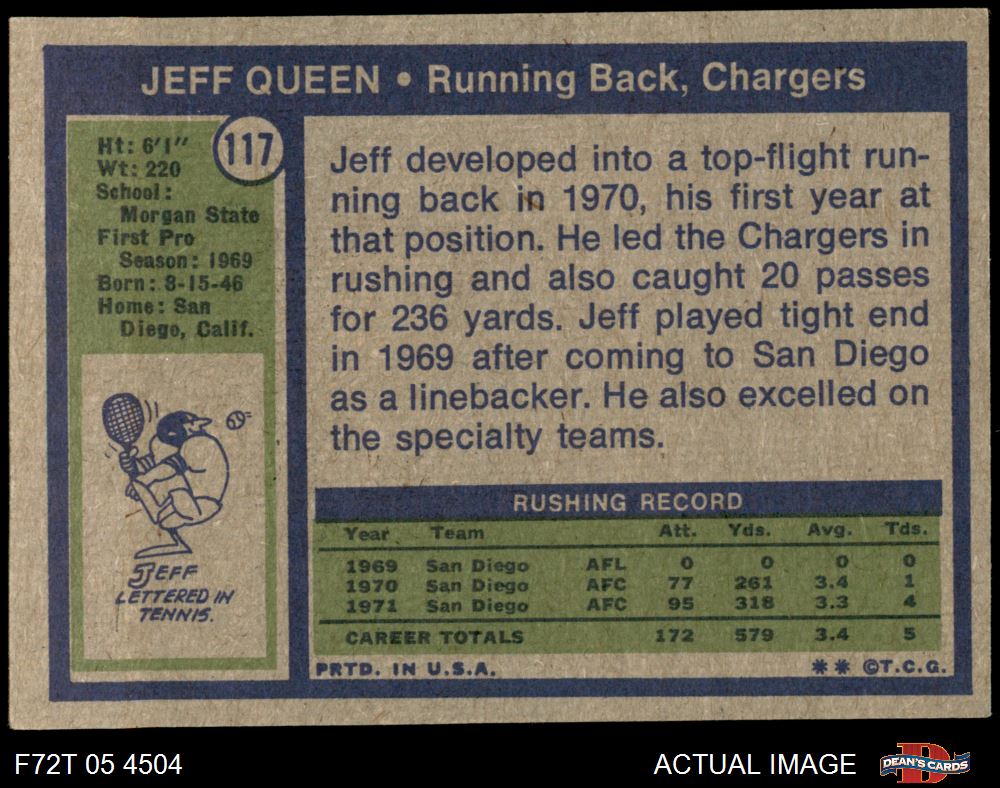 JEFF QUEEN • Running Back, Chargers
117
Ht: 6'1"
Wt: 220
School:
Morgan State
First Pro
Season: 1969
Born: 8-15-46
Home: San
Diego, Calif.
JEFF
LETTERED IN
TENNIS.
Jeff developed into a top-flight run-
ning back in 1970, his first year at
that position. He led the Chargers in
rushing and also caught 20 passes
for 236 yards. Jeff played tight end
in 1969 after coming to San Diego
as a linebacker. He also excelled on
the specialty teams.
RUSHING RECORD
Year Team Att. Yds. Avg. Tds.
1969 San Diego AFL 0 0 0 0
1970 San Diego AFC 77 261 3.4 1
1971 San Diego AFC 95 318 3.3 4
CAREER TOTALS 172 579 3.4 5
PRTD. IN U.S.A. ** ©T.C.G.
F72T 05 4504 ACTUAL IMAGE D DEAN'S CARDS